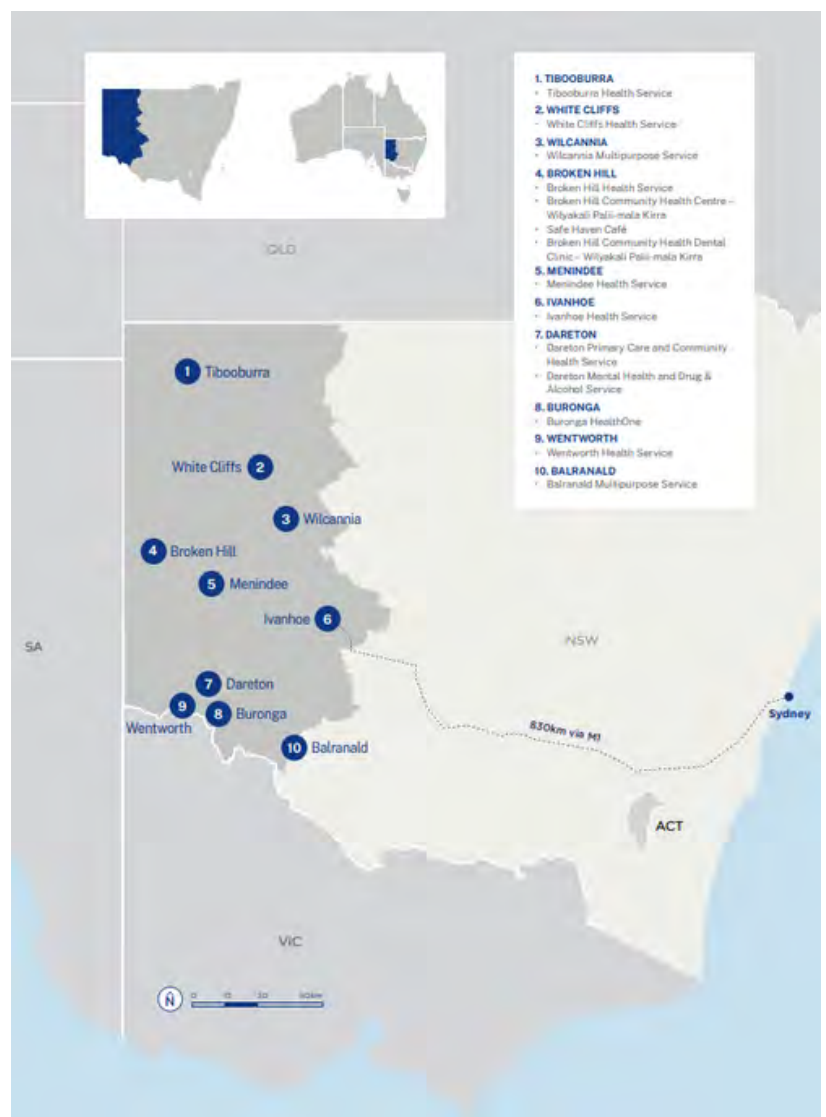 1. TIBOOBURRA
· Tibooburra Health Service
2. WHITE CLIFFS
· White Cliffs Health Service
3. WILCANNIA
· Wilcannia Multipurpose Service
4. BROKEN HILL
· Broken Hill Health Service
· Broken Hill Community Health Centre –
Wilyakali Palii-mala Kirra
· Safe Haven Café
· Broken Hill Community Health Dental
Clinic – Wilyakali Palii-mala Kirra
5. MENINDEE
· Menindee Health Service
6. IVANHOE
· Ivanhoe Health Service
7. DARETON
· Dareton Primary Care and Community
Health Service
· Dareton Mental Health and Drug &
Alcohol Service
8. BURONGA
· Buronga HealthOne
9. WENTWORTH
· Wentworth Health Service
10. BALRANALD
· Balranald Multipurpose Service
QLD
1 Tibooburra
White Cliffs 2
3 Wilcannia
4 Broken Hill
5 Menindee
Ivanhoe 6
NSW
SA
7 Dareton
9
Wentworth
8 Buronga
Sydney
830km via M1
10 Balranald
ACT
VIC
N
0